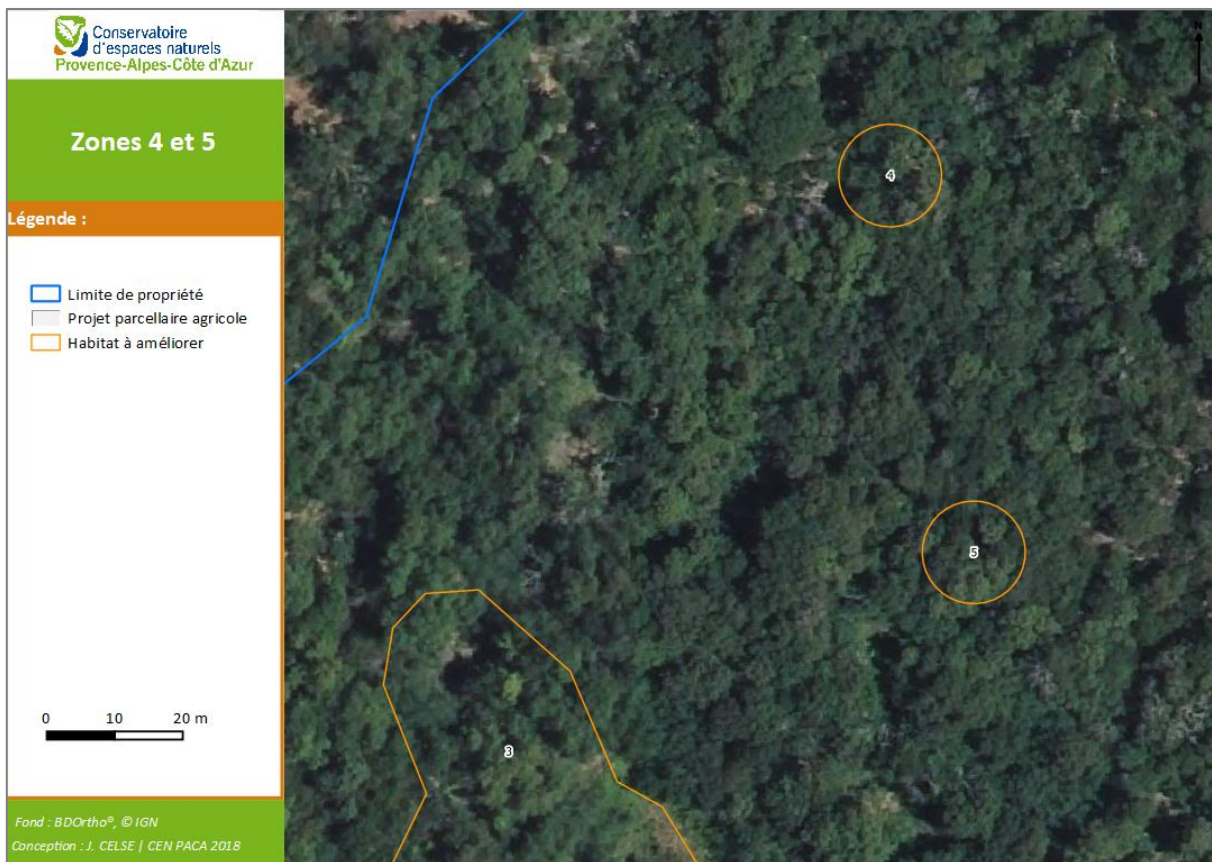 Conservatoire
d'espaces naturels
Provence-Alpes-Côte d'Azur
Zones 4 et 5
Légende :
Limite de propriété
Projet parcellaire agricole
Habitat à améliorer
0 10 20 m
Fond : BDOrtho®, © IGN
Conception : J. CELSE | CEN PACA 2018
N
4
5
3